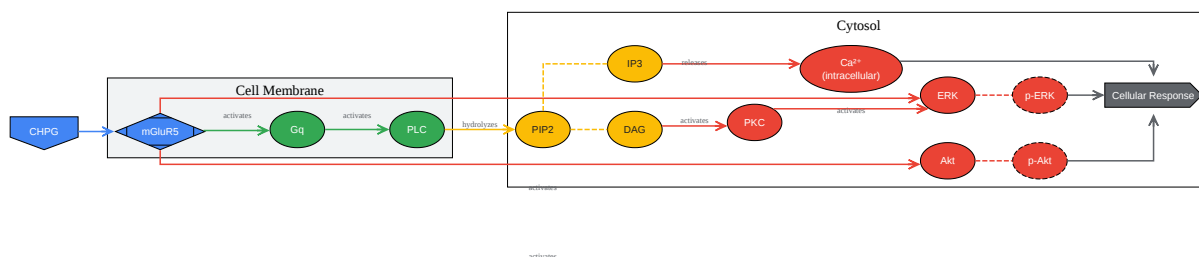 Cytosol
Cell Membrane
CHPG
mGluR5
activates
Gq
activates
PLC
hydrolyzes
PIP2
IP3
releases
Ca²⁺
(intracellular)
DAG
activates
PKC
activates
ERK
p-ERK
Cellular Response
Akt
p-Akt
activates
activates